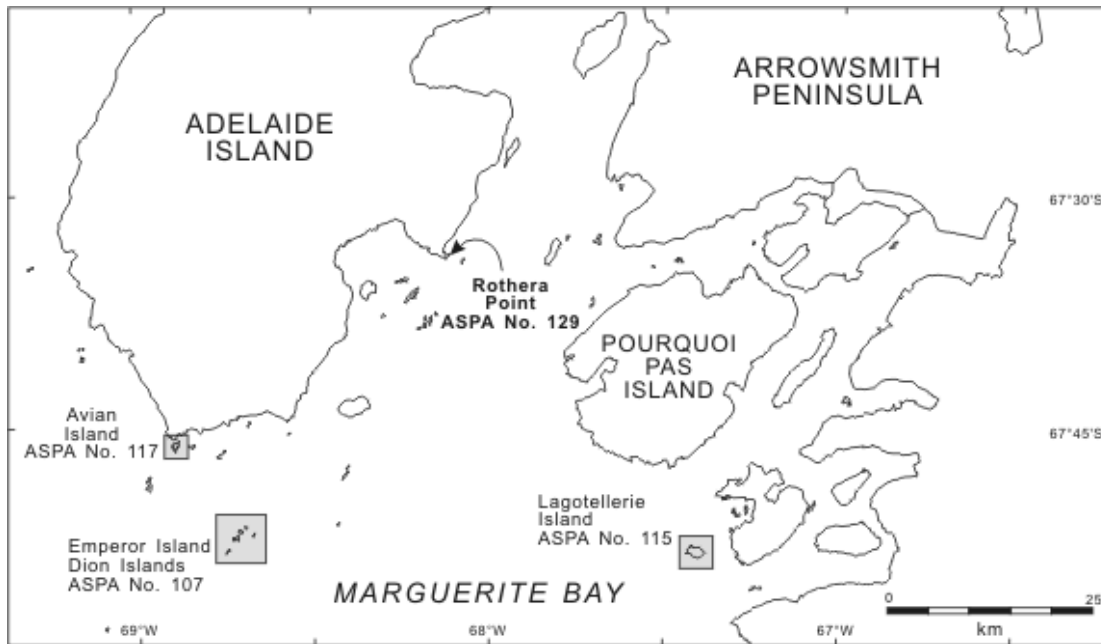 ARROWSMITH
PENINSULA
ADELAIDE
ISLAND
67°30'S
Rothera
Point
ASPA No. 129
POURQUOI
PAS
ISLAND
Avian
Island
ASPA No. 117
67°45'S
Lagotellerie
Island
ASPA No. 115
Emperor Island
Dion Islands
ASPA No. 107
MARGUERITE BAY
0 25
km
69°W 68°W 67°W